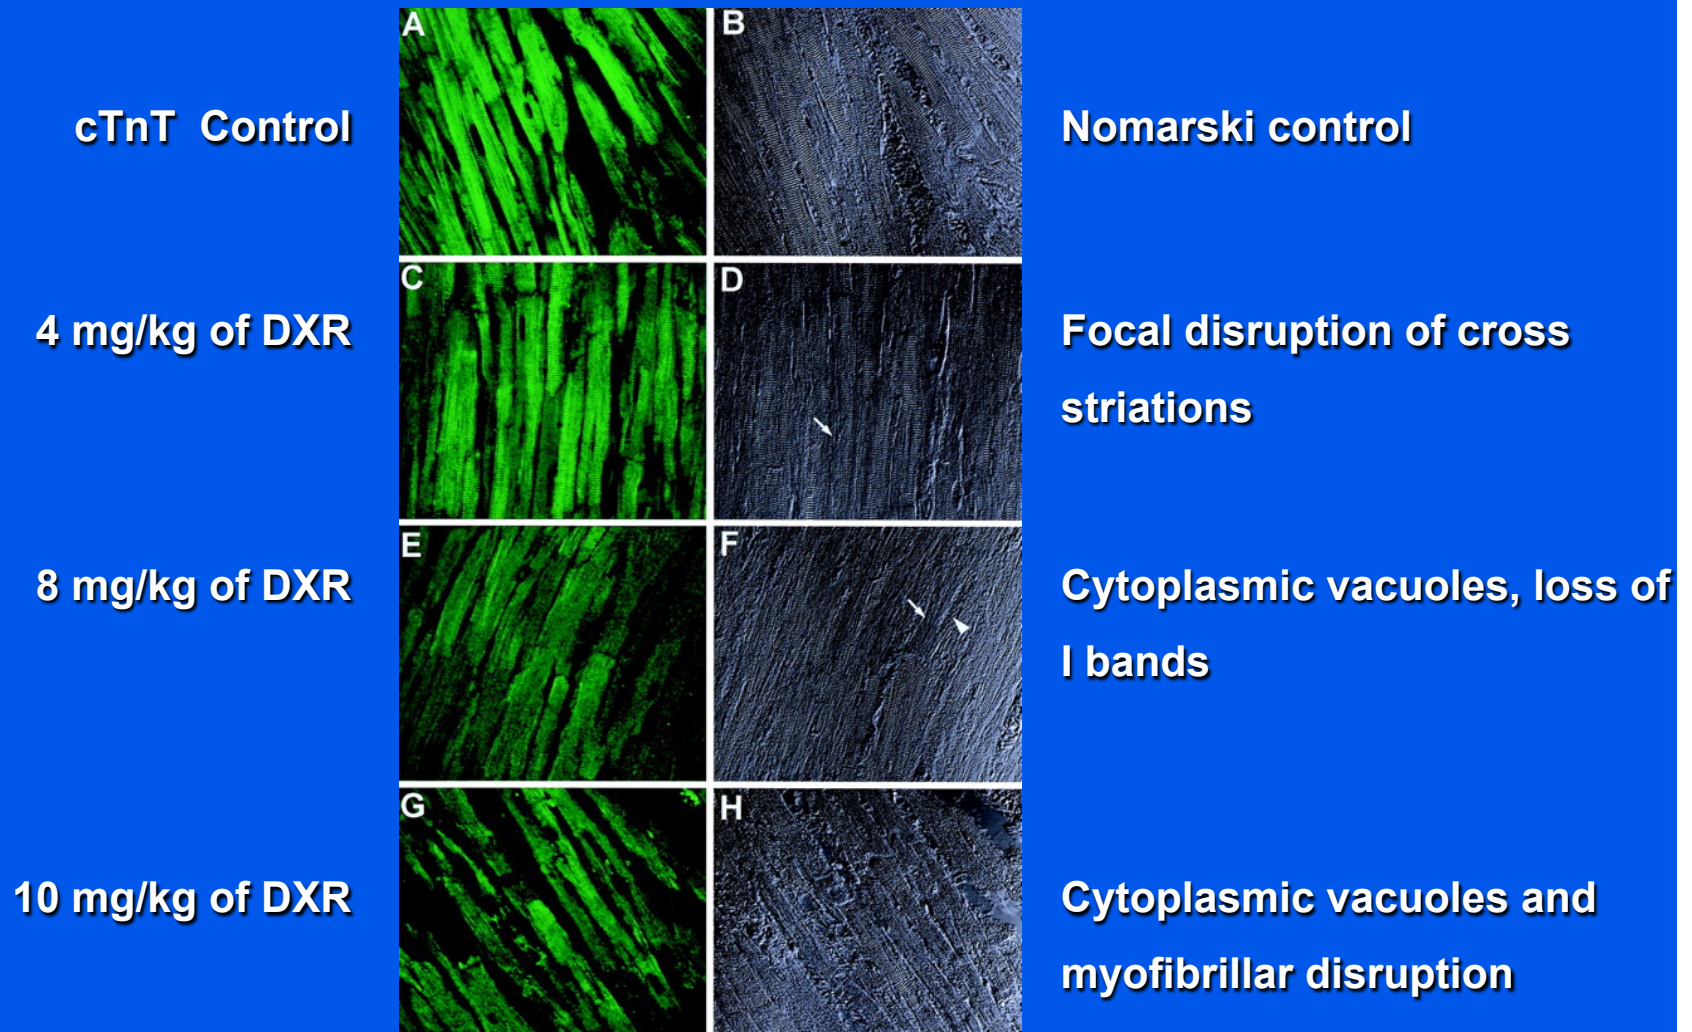 A
B
cTnT  Control
Nomarski control
C
D
4 mg/kg of DXR
Focal disruption of cross
striations
E
F
8 mg/kg of DXR
Cytoplasmic vacuoles, loss of
I bands
G
H
10 mg/kg of DXR
Cytoplasmic vacuoles and
myofibrillar disruption